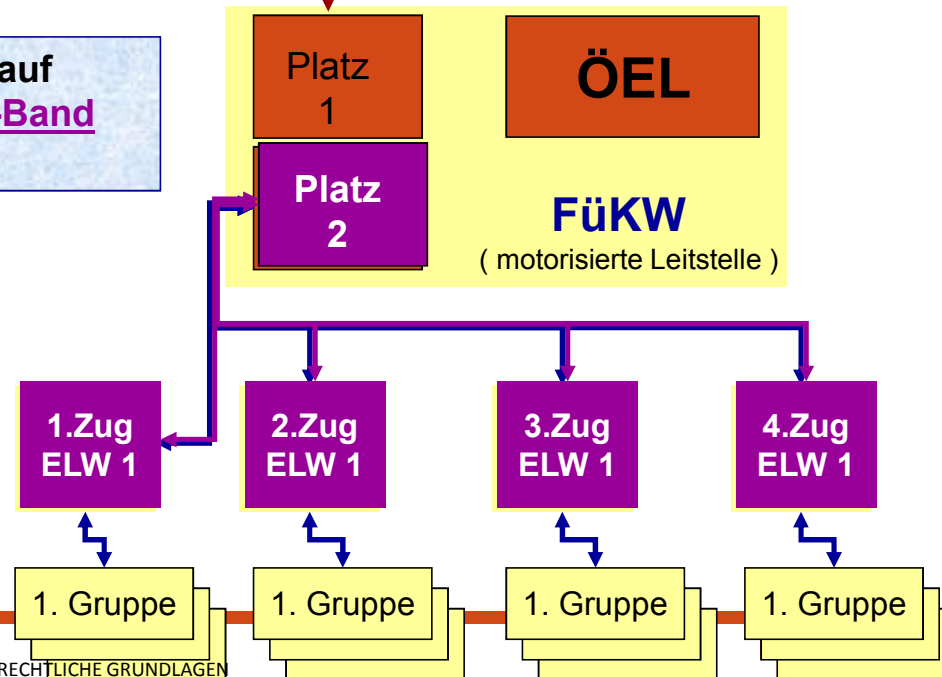 auf
-Band
Platz
1
ÖEL
Platz
2
FüKW
( motorisierte Leitstelle )
1.Zug
ELW 1
2.Zug
ELW 1
3.Zug
ELW 1
4.Zug
ELW 1
1. Gruppe
1. Gruppe
1. Gruppe
1. Gruppe
RECHTLICHE GRUNDLAGEN